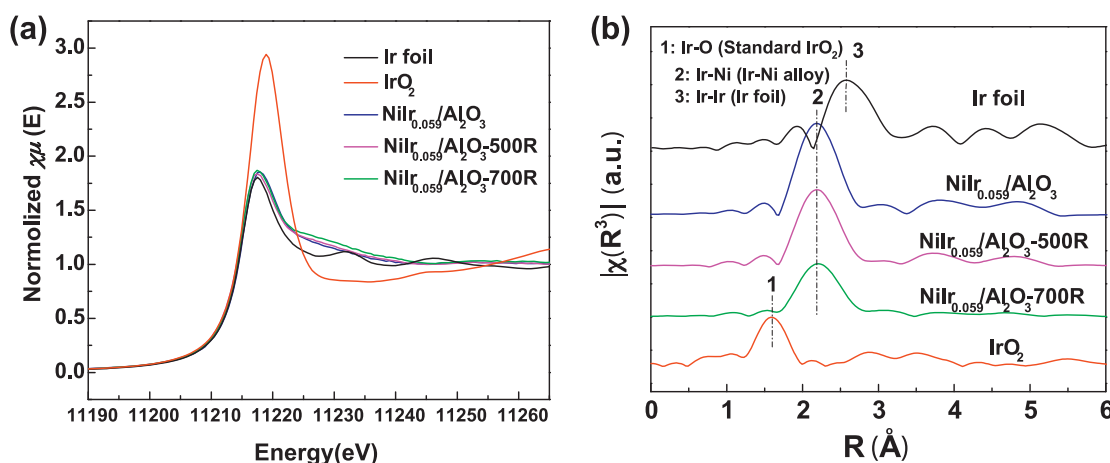 (a)
3.0
2.5
2.0
1.5
1.0
0.5
0.0
Normolized χμ (E)
Ir foil
IrO2
NiIr0.059/Al2O3
NiIr0.059/Al2O3-500R
NiIr0.059/Al2O3-700R
11190 11200 11210 11220 11230 11240 11250 11260
Energy(eV)
(b)
1: Ir-O (Standard IrO2)
2: Ir-Ni (Ir-Ni alloy)
3: Ir-Ir (Ir foil)
3
2
1
Ir foil
NiIr0.059/Al2O3
NiIr0.059/Al2O3-500R
NiIr0.059/Al2O3-700R
IrO2
|χ(R3)| (a.u.)
0 1 2 3 4 5 6
R (Å)